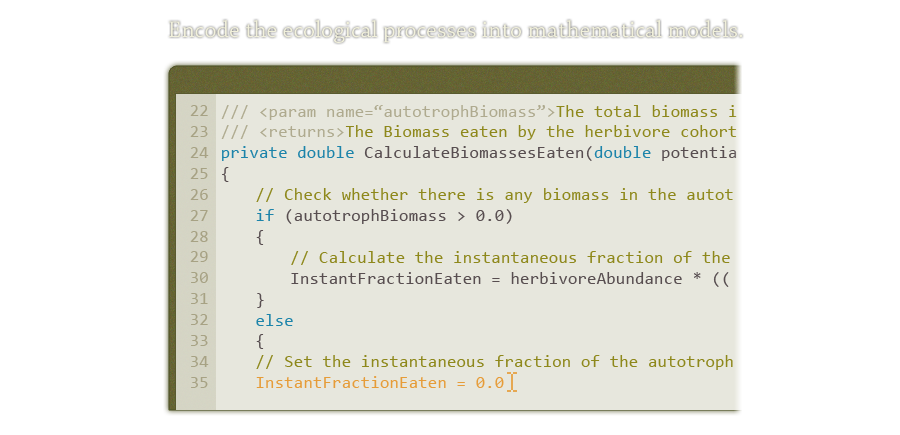 Encode the ecological processes into mathematical models.
22 /// <param name=“autotrophBiomass”>The total biomass i
23 /// <returns>The Biomass eaten by the herbivore cohort
24 private double CalculateBiomassesEaten(double potentia
25 {
26 // Check whether there is any biomass in the autot
27 if (autotrophBiomass > 0.0)
28 {
29 // Calculate the instantaneous fraction of the
30 InstantFractionEaten = herbivoreAbundance * ((
31 }
32 else
33 {
34 // Set the instantaneous fraction of the autotroph
35 InstantFractionEaten = 0.0